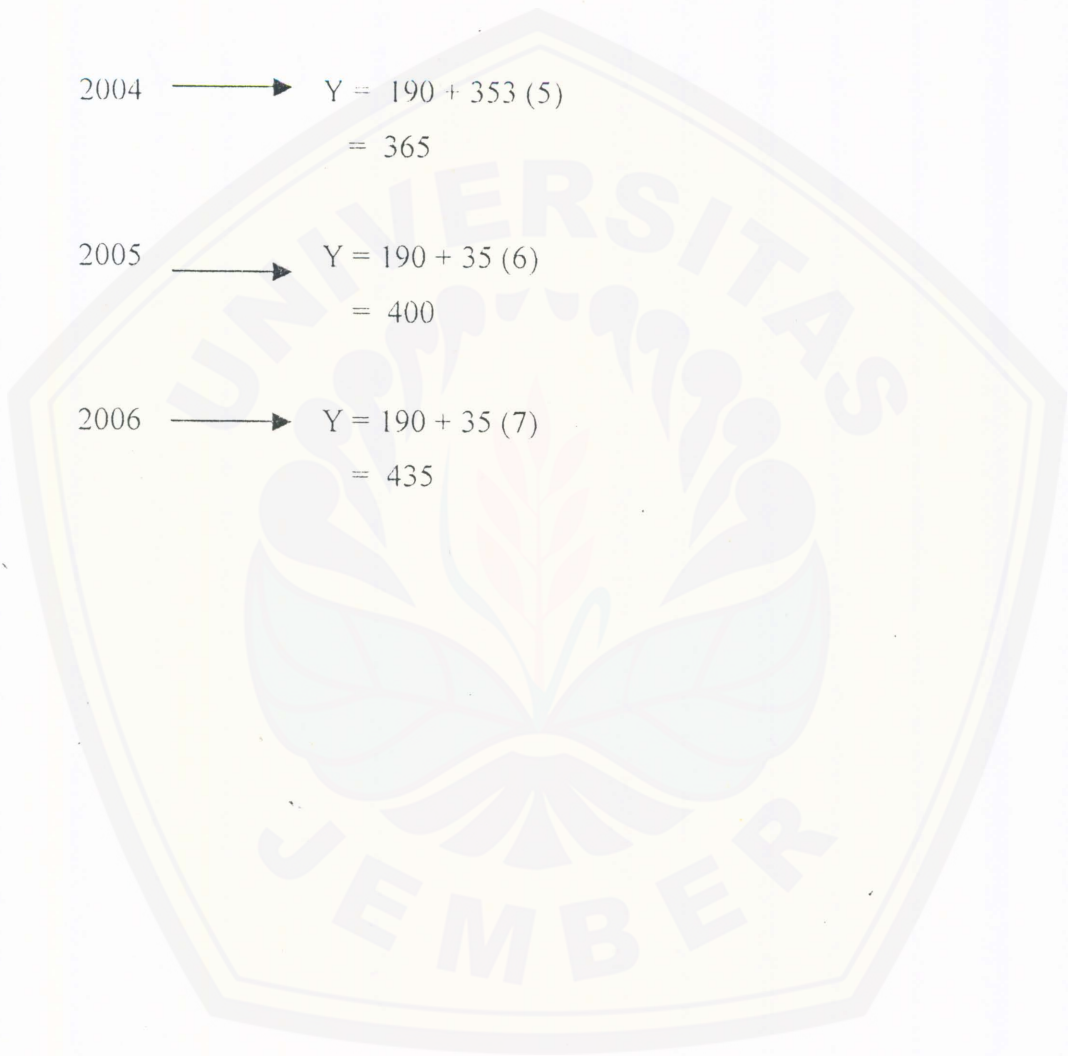 2004 → Y = 190 + 353 (5)
= 365
2005 → Y = 190 + 35 (6)
= 400
2006 → Y = 190 + 35 (7)
= 435
UNIVERSITAS
JEMBER